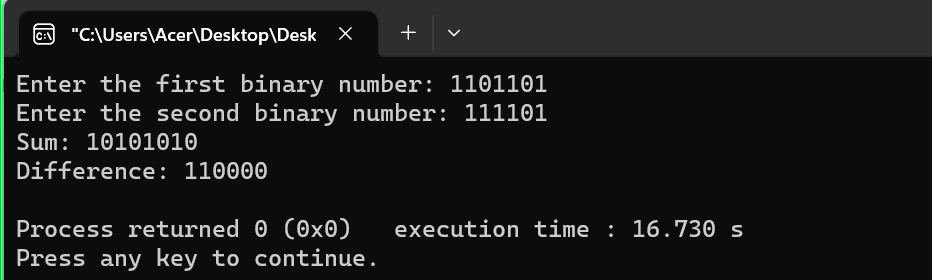 "C:\Users\Acer\Desktop\Desk
Enter the first binary number: 1101101
Enter the second binary number: 111101
Sum: 10101010
Difference: 110000
Process returned 0 (0x0)   execution time : 16.730 s
Press any key to continue.